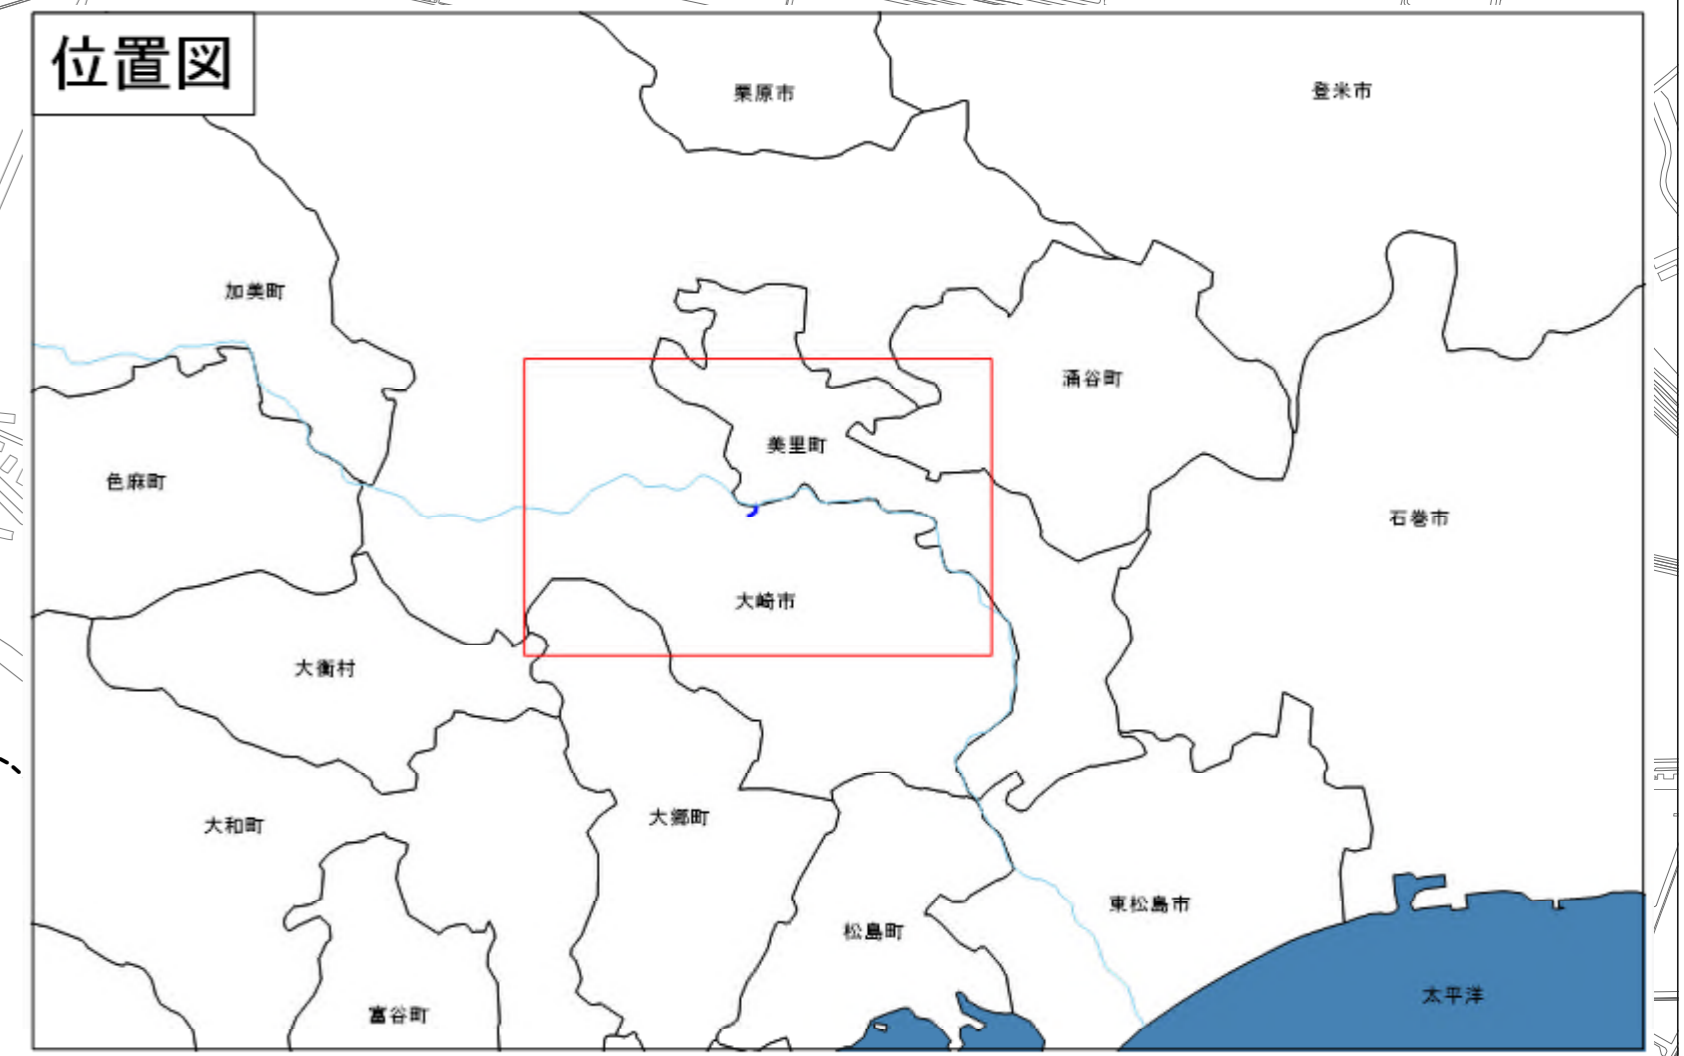 位置図
栗原市
登米市
加美町
涌谷町
美里町
色麻町
石巻市
大崎市
大衡村
大郷町
大和町
東松島市
松島町
太平洋
富谷町